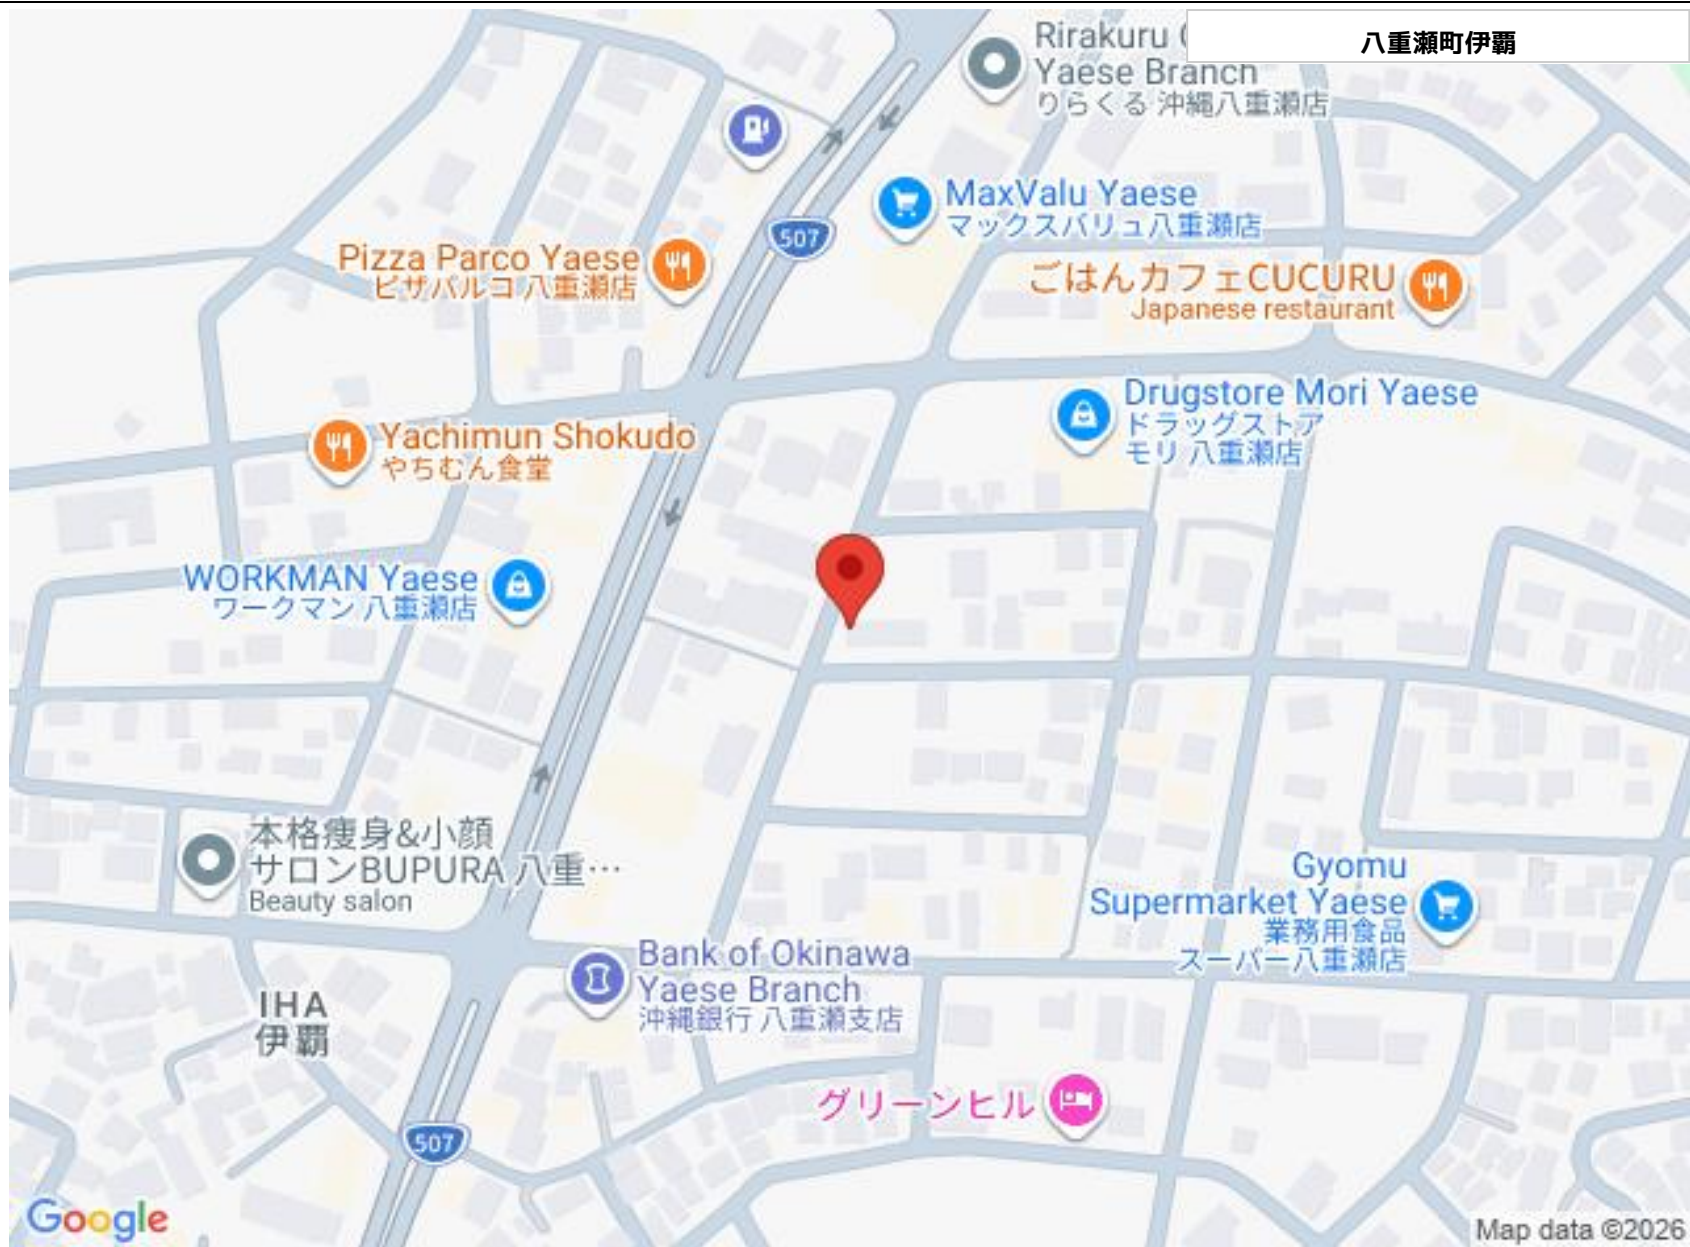 八重瀬町伊覇
Rirakuru
Yaese Branch
りらくる 沖縄八重瀬店
MaxValu Yaese
マックスバリュ八重瀬店
507
Pizza Parco Yaese
ピザパルコ 八重瀬店
ごはんカフェCUCURU
Japanese restaurant
Drugstore Mori Yaese
ドラッグストア
モリ 八重瀬店
Yachimun Shokudo
やちむん食堂
WORKMAN Yaese
ワークマン 八重瀬店
本格痩身&小顔
サロンBUPURA 八重…
Beauty salon
Gyomu
Supermarket Yaese
業務用食品
スーパー八重瀬店
Bank of Okinawa
Yaese Branch
沖縄銀行 八重瀬支店
IHA
伊覇
グリーンヒル
507
Google
Map data ©2026